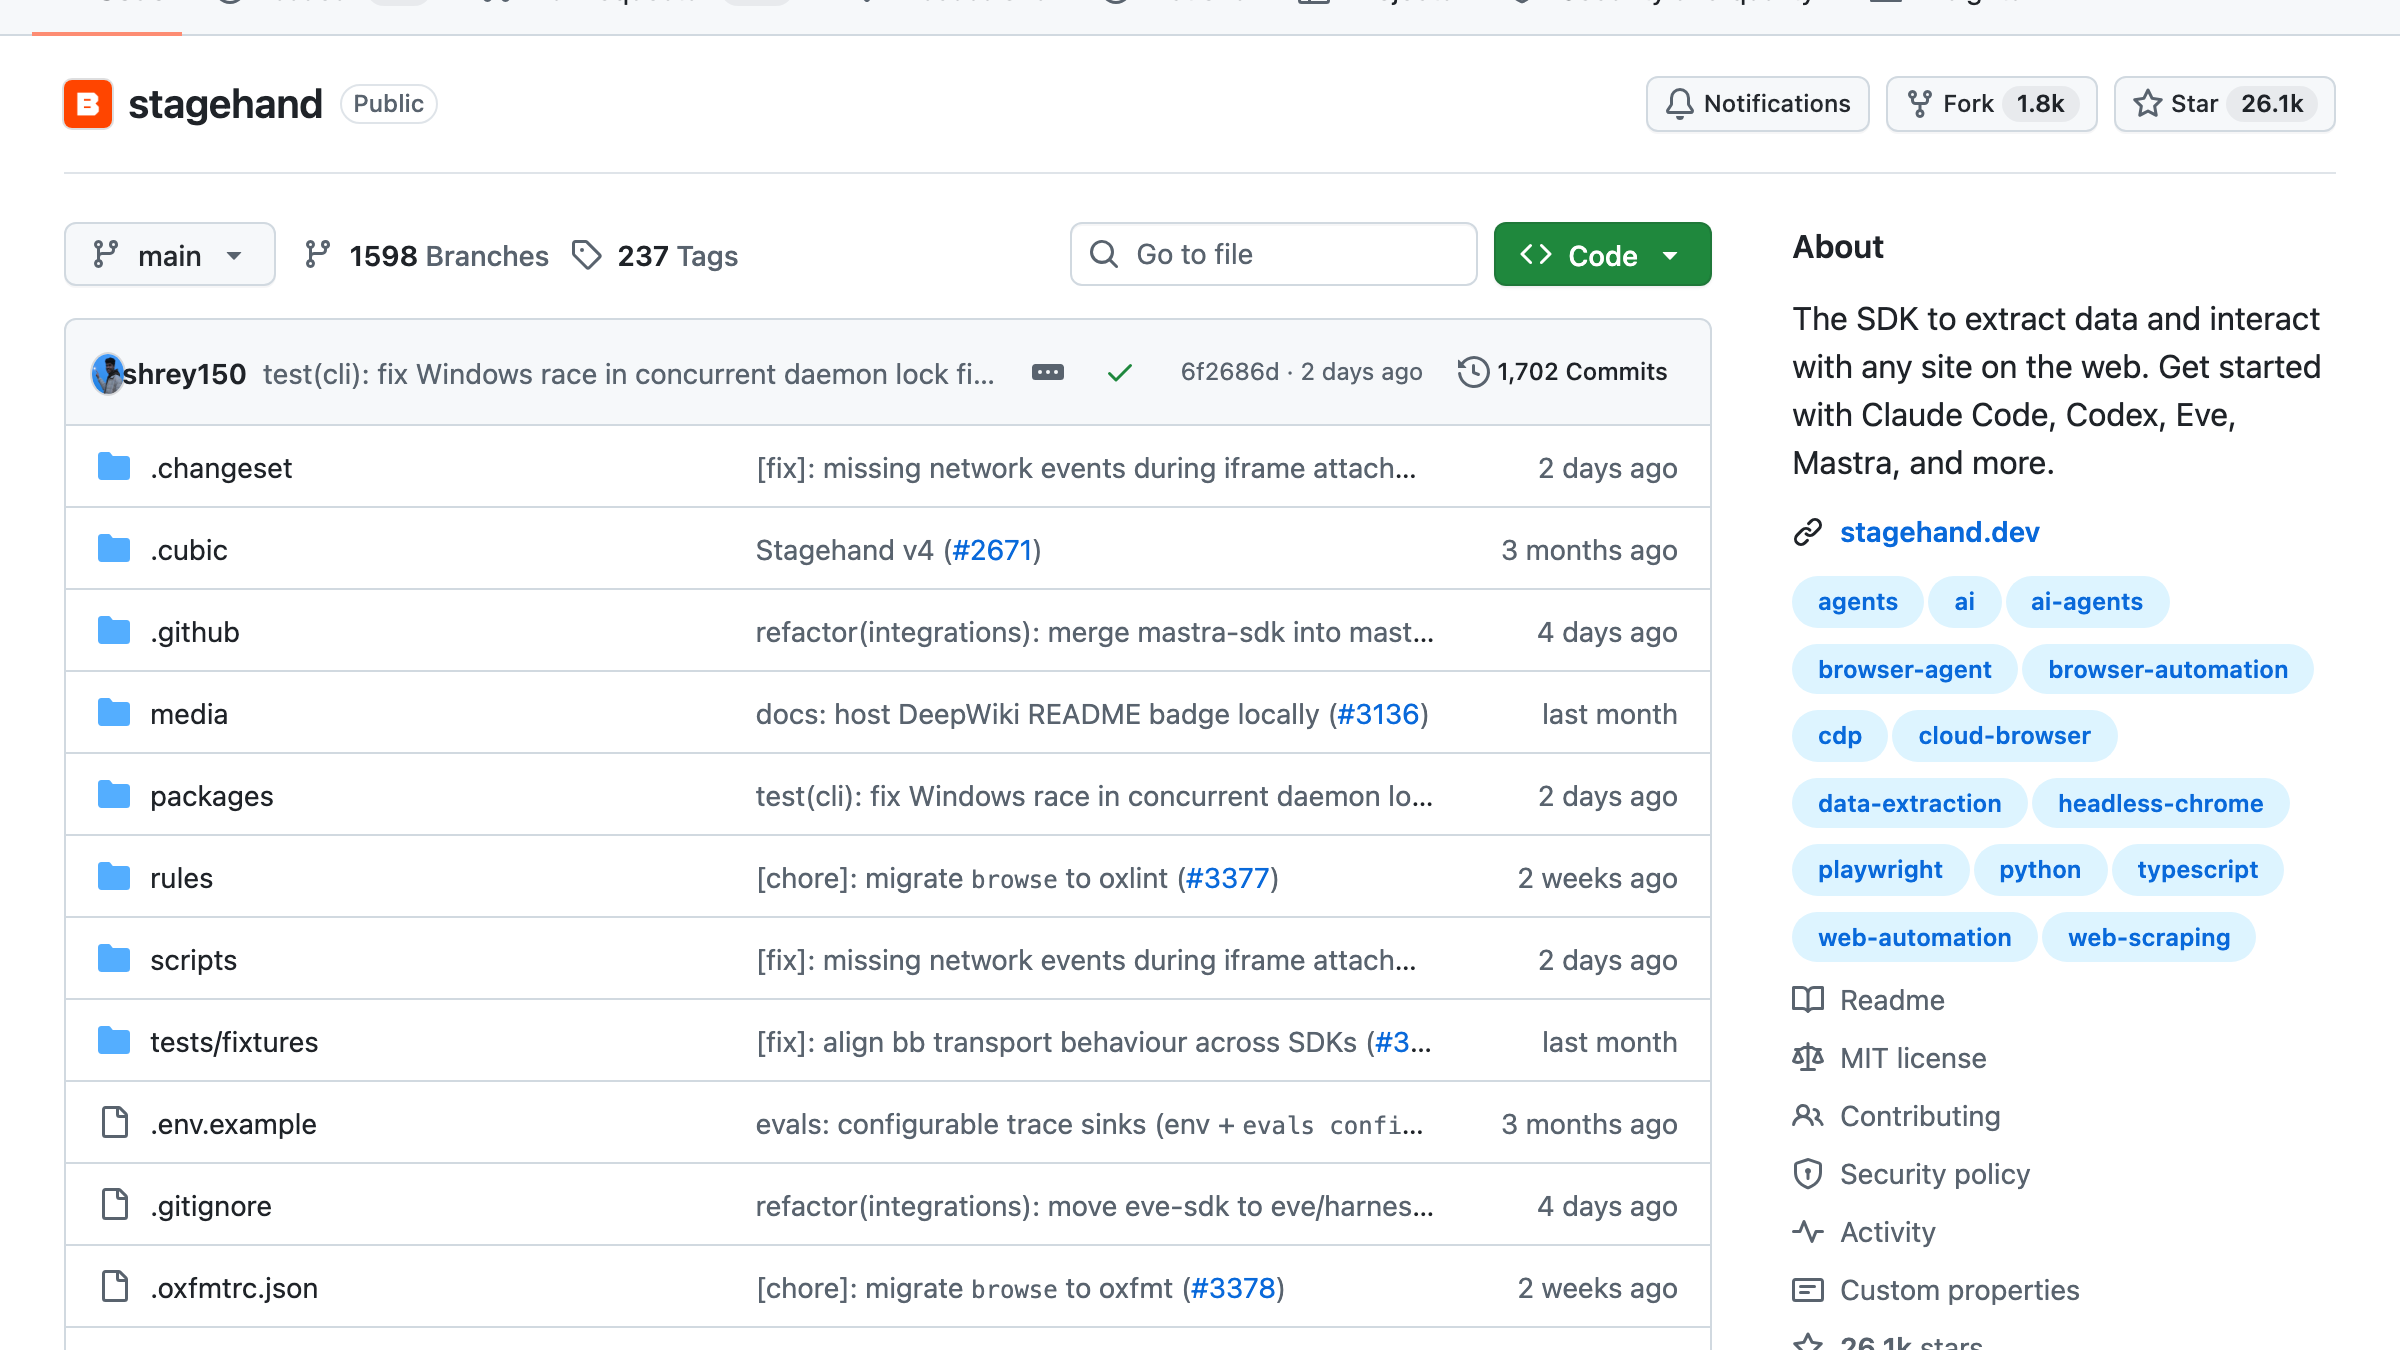 B stagehand Public
Notifications Fork 1.8k Star 26.1k
main 1598 Branches 237 Tags
Go to file Code
shrey150 test(cli): fix Windows race in concurrent daemon lock fi... 6f2686d · 2 days ago 1,702 Commits
.changeset [fix]: missing network events during iframe attach... 2 days ago
.cubic Stagehand v4 (#2671) 3 months ago
.github refactor(integrations): merge mastra-sdk into mast... 4 days ago
media docs: host DeepWiki README badge locally (#3136) last month
packages test(cli): fix Windows race in concurrent daemon lo... 2 days ago
rules [chore]: migrate browse to oxlint (#3377) 2 weeks ago
scripts [fix]: missing network events during iframe attach... 2 days ago
tests/fixtures [fix]: align bb transport behaviour across SDKs (#3... last month
.env.example evals: configurable trace sinks (env + evals confi... 3 months ago
.gitignore refactor(integrations): move eve-sdk to eve/harnes... 4 days ago
.oxfmtrc.json [chore]: migrate browse to oxfmt (#3378) 2 weeks ago
About
The SDK to extract data and interact
with any site on the web. Get started
with Claude Code, Codex, Eve,
Mastra, and more.
stagehand.dev
agents ai ai-agents
browser-agent browser-automation
cdp cloud-browser
data-extraction headless-chrome
playwright python typescript
web-automation web-scraping
Readme
MIT license
Contributing
Security policy
Activity
Custom properties
26.1k stars